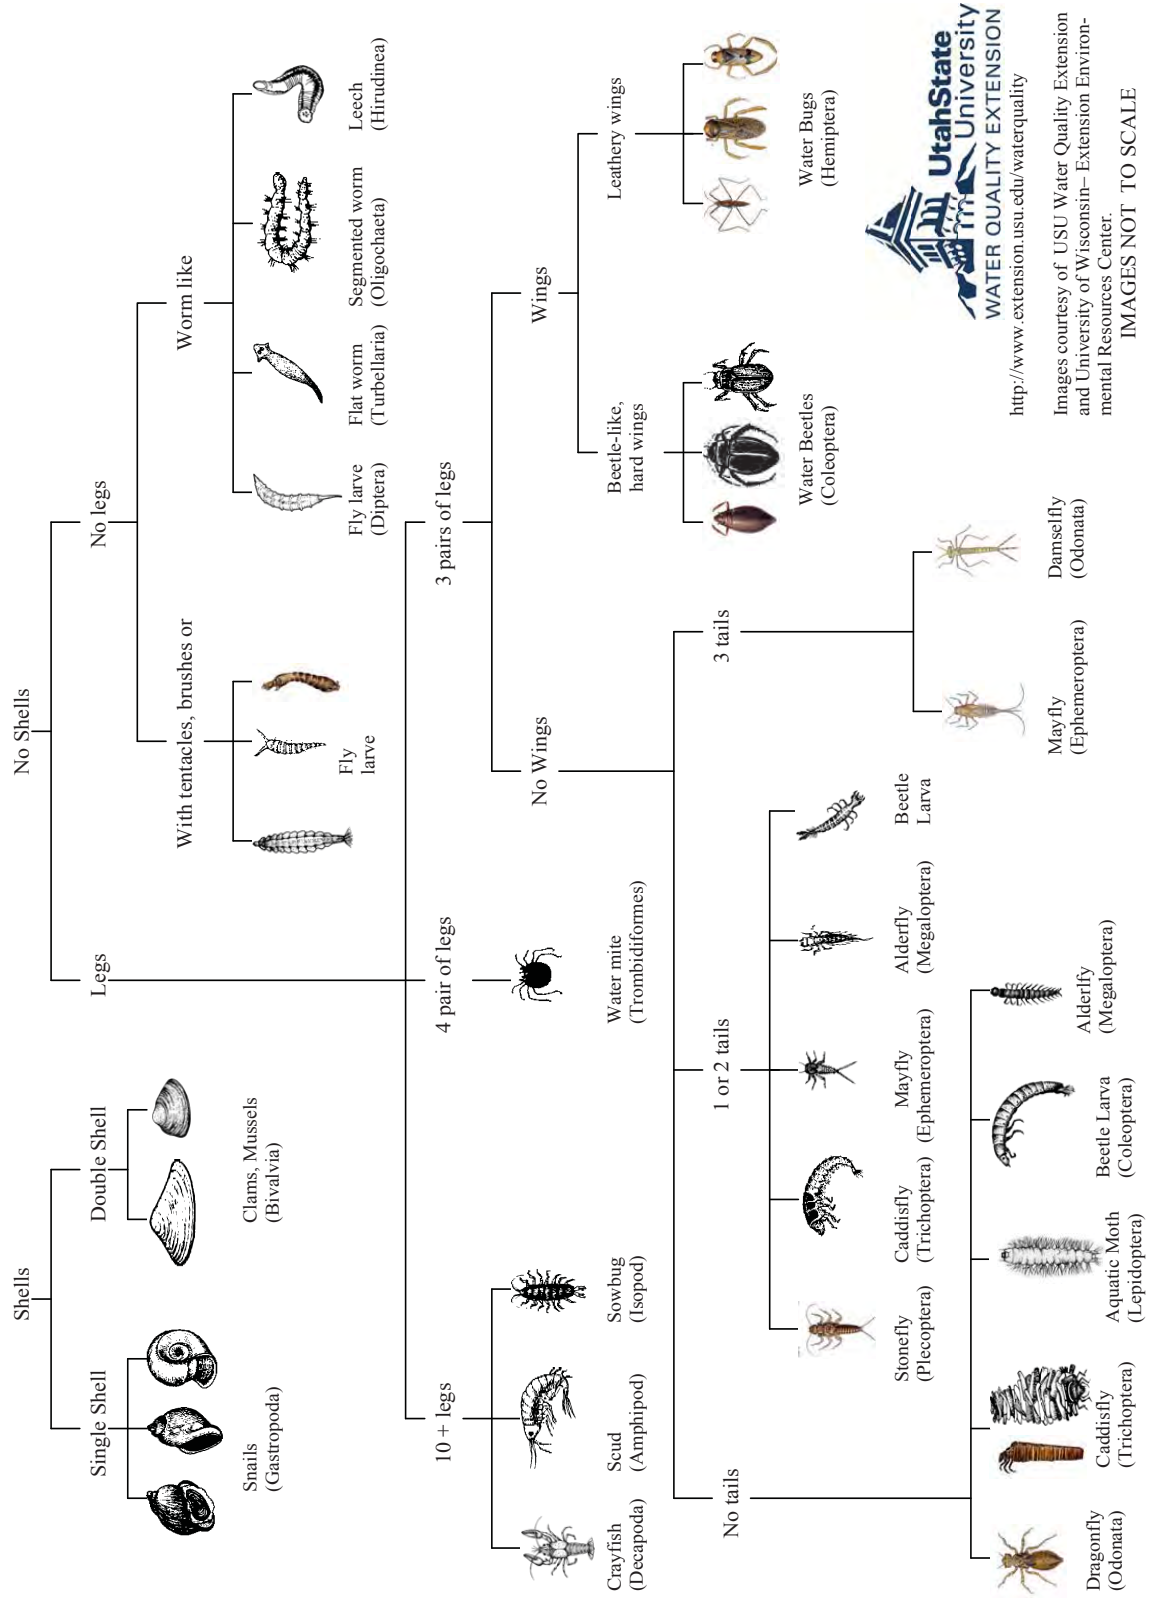 Shells
No Shells
Single Shell
Double Shell
Legs
No legs
Snails
(Gastropoda)
Clams, Mussels
(Bivalvia)
With tentacles, brushes or
Worm like
Fly
larve
Fly larve
(Diptera)
Flat worm
(Turbellaria)
Segmented worm
(Oligochaeta)
Leech
(Hirudinea)
10 + legs
4 pair of legs
3 pairs of legs
Crayfish
(Decapoda)
Scud
(Amphipod)
Sowbug
(Isopod)
Water mite
(Trombidiformes)
No Wings
Wings
Beetle-like,
hard wings
Leathery wings
Water Beetles
(Coleoptera)
Water Bugs
(Hemiptera)
No tails
1 or 2 tails
3 tails
Stonefly
(Plecoptera)
Caddisfly
(Trichoptera)
Mayfly
(Ephemeroptera)
Alderfly
(Megaloptera)
Beetle
Larva
Mayfly
(Ephemeroptera)
Damselfly
(Odonata)
Dragonfly
(Odonata)
Caddisfly
(Trichoptera)
Aquatic Moth
(Lepidoptera)
Beetle Larva
(Coleoptera)
Alderlfy
(Megaloptera)
UtahState
University
WATER QUALITY EXTENSION
http://www.extension.usu.edu/waterquality
Images courtesy of USU Water Quality Extension
and University of Wisconsin– Extension Environ-
mental Resources Center.
IMAGES NOT TO SCALE